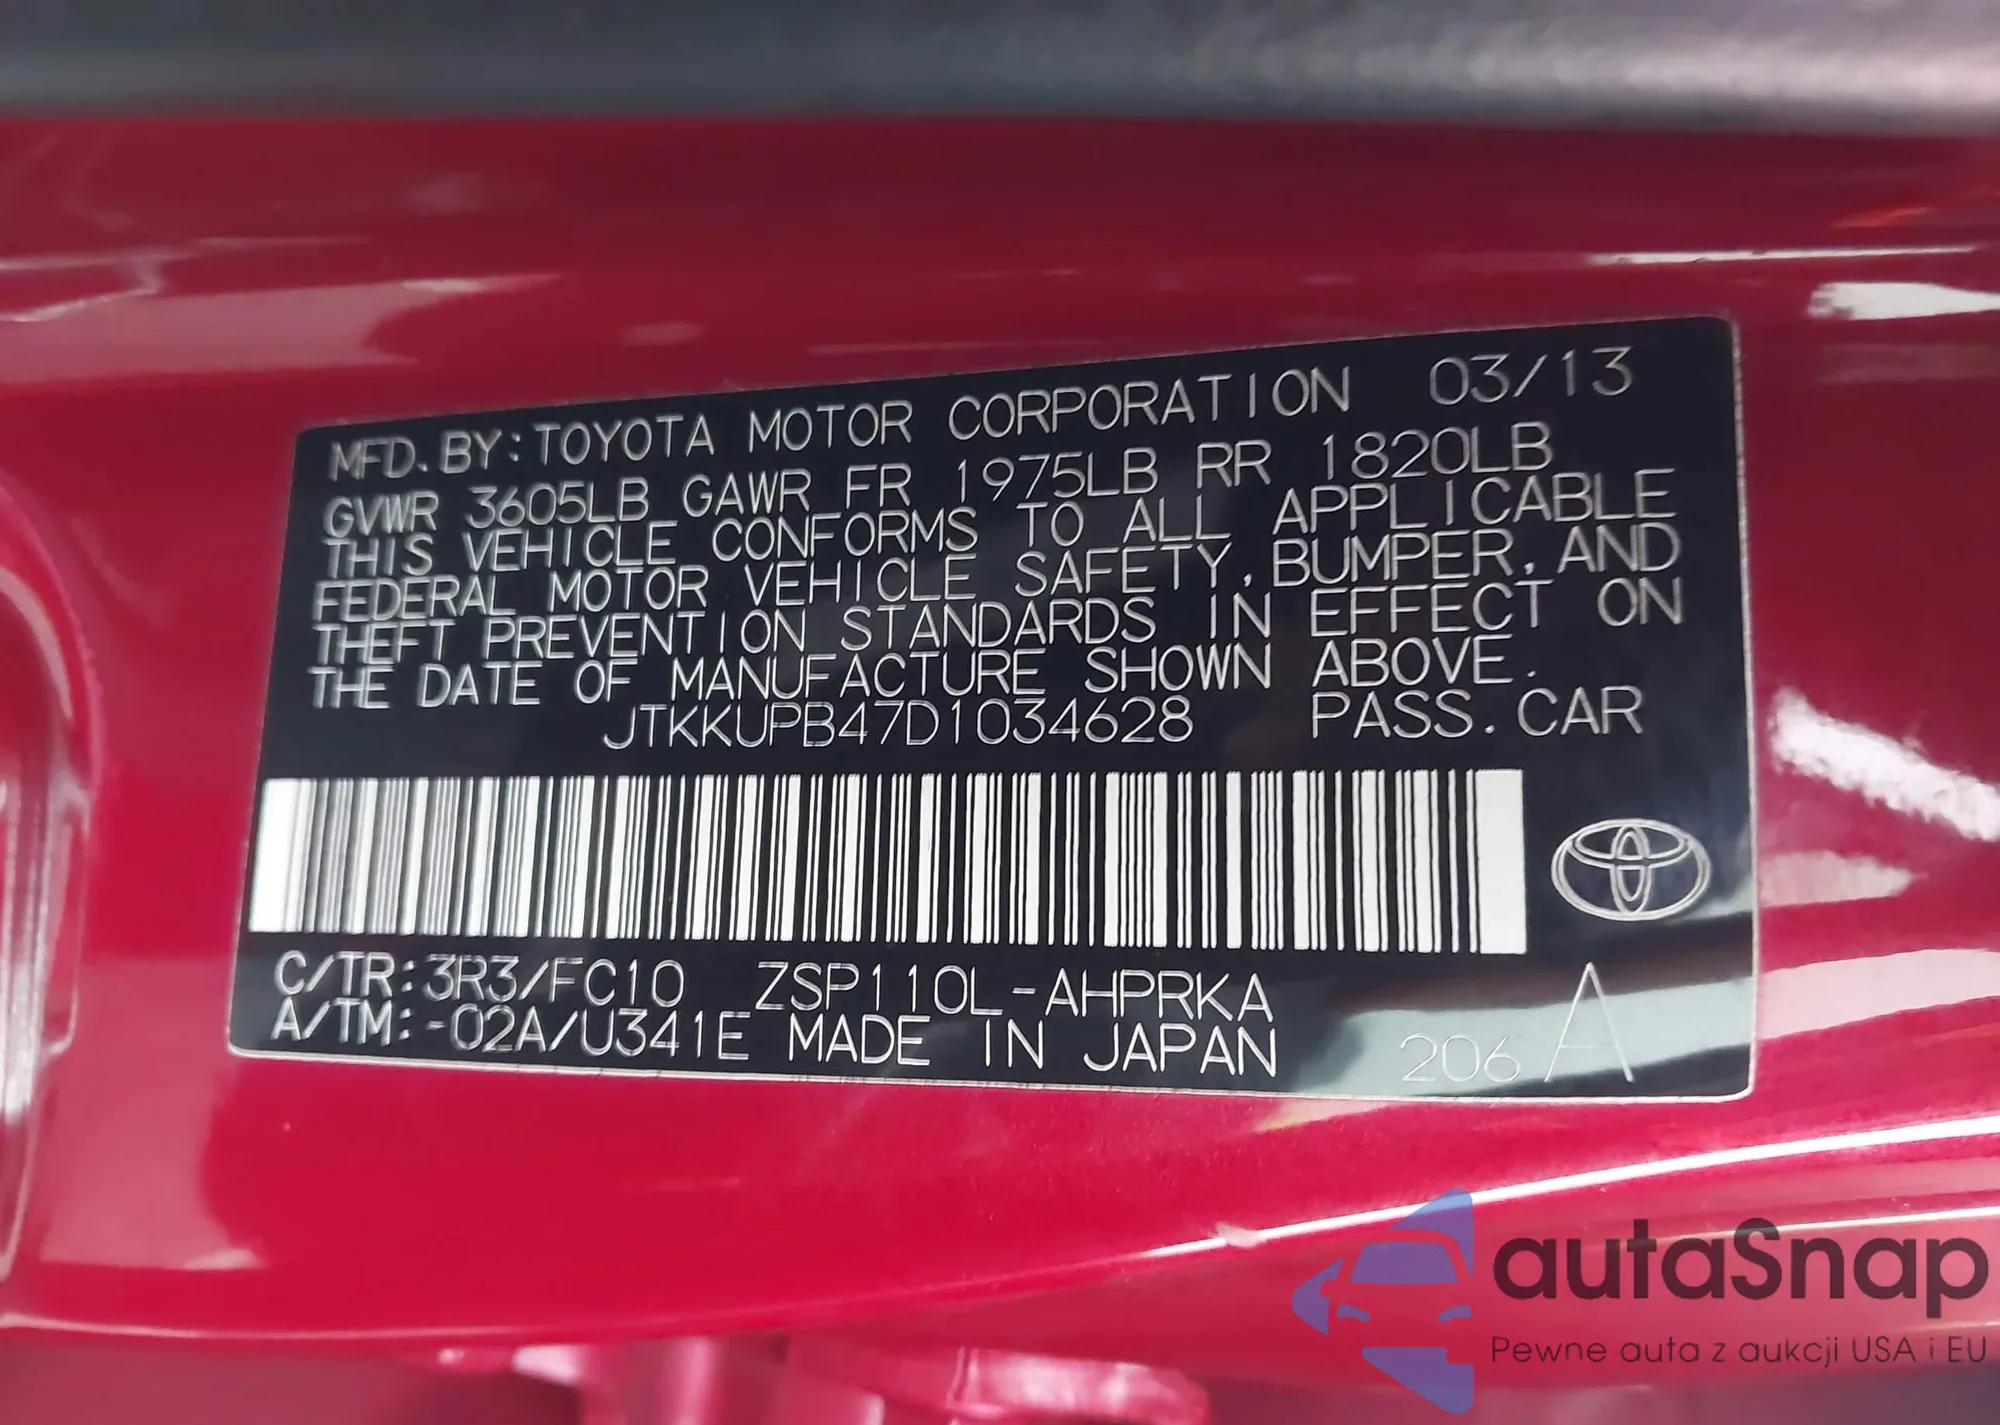 MFD. BY: TOYOTA MOTOR CORPORATION 03/13
GVWR 3605LB GAWR FR 1975LB RR 1820LB
THIS VEHICLE CONFORMS TO ALL APPLICABLE
FEDERAL MOTOR VEHICLE SAFETY, BUMPER, AND
THEFT PREVENTION STANDARDS IN EFFECT ON
THE DATE OF MANUFACTURE SHOWN ABOVE.
JTKKUPB47D1034628 PASS. CAR
C/TR: 3R3/FC10 ZSP110L-AHPRKA
A/TM: -02A/U341E MADE IN JAPAN 206 A
autaSnap
Pewne auta z aukcji USA i EU